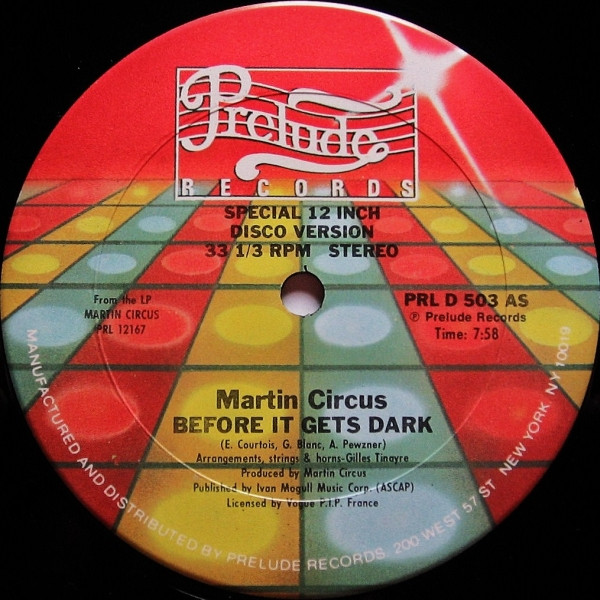 Prelude
RECORDS
SPECIAL 12 INCH
DISCO VERSION
33 1/3 RPM STEREO
From the LP
MARTIN CIRCUS
PRL 12167
PRL D 503 AS
℗ Prelude Records
Time: 7:58
Martin Circus
BEFORE IT GETS DARK
(E. Courtois, G. Blanc, A. Pewzner)
Arrangements, strings & horns-Gilles Tinayre
Produced by Martin Circus
Published by Ivan Mogull Music Corp. (ASCAP)
Licensed by Vogue P.I.P. France
MANUFACTURED AND DISTRIBUTED BY PRELUDE RECORDS 200 WEST 57 ST NEW YORK, NY 10019